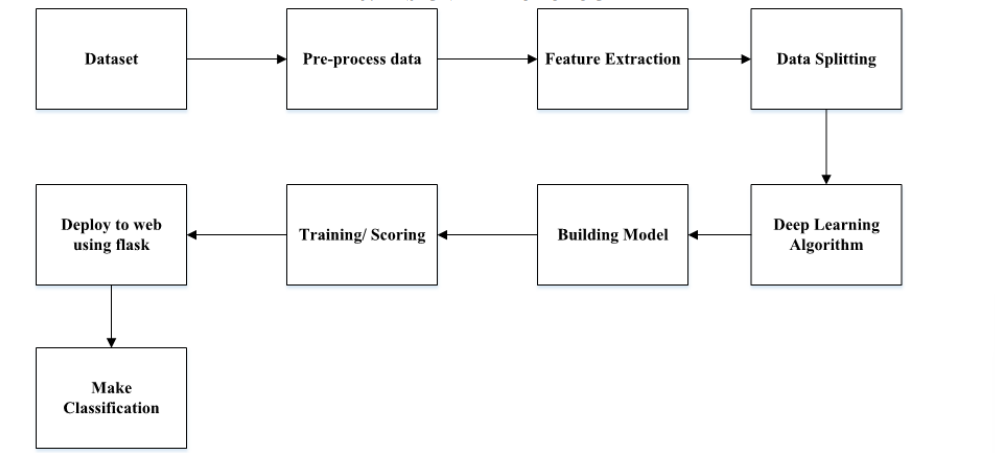 Dataset
Pre-process data
Feature Extraction
Data Splitting
Deep Learning
Algorithm
Building Model
Training/ Scoring
Deploy to web
using flask
Make
Classification